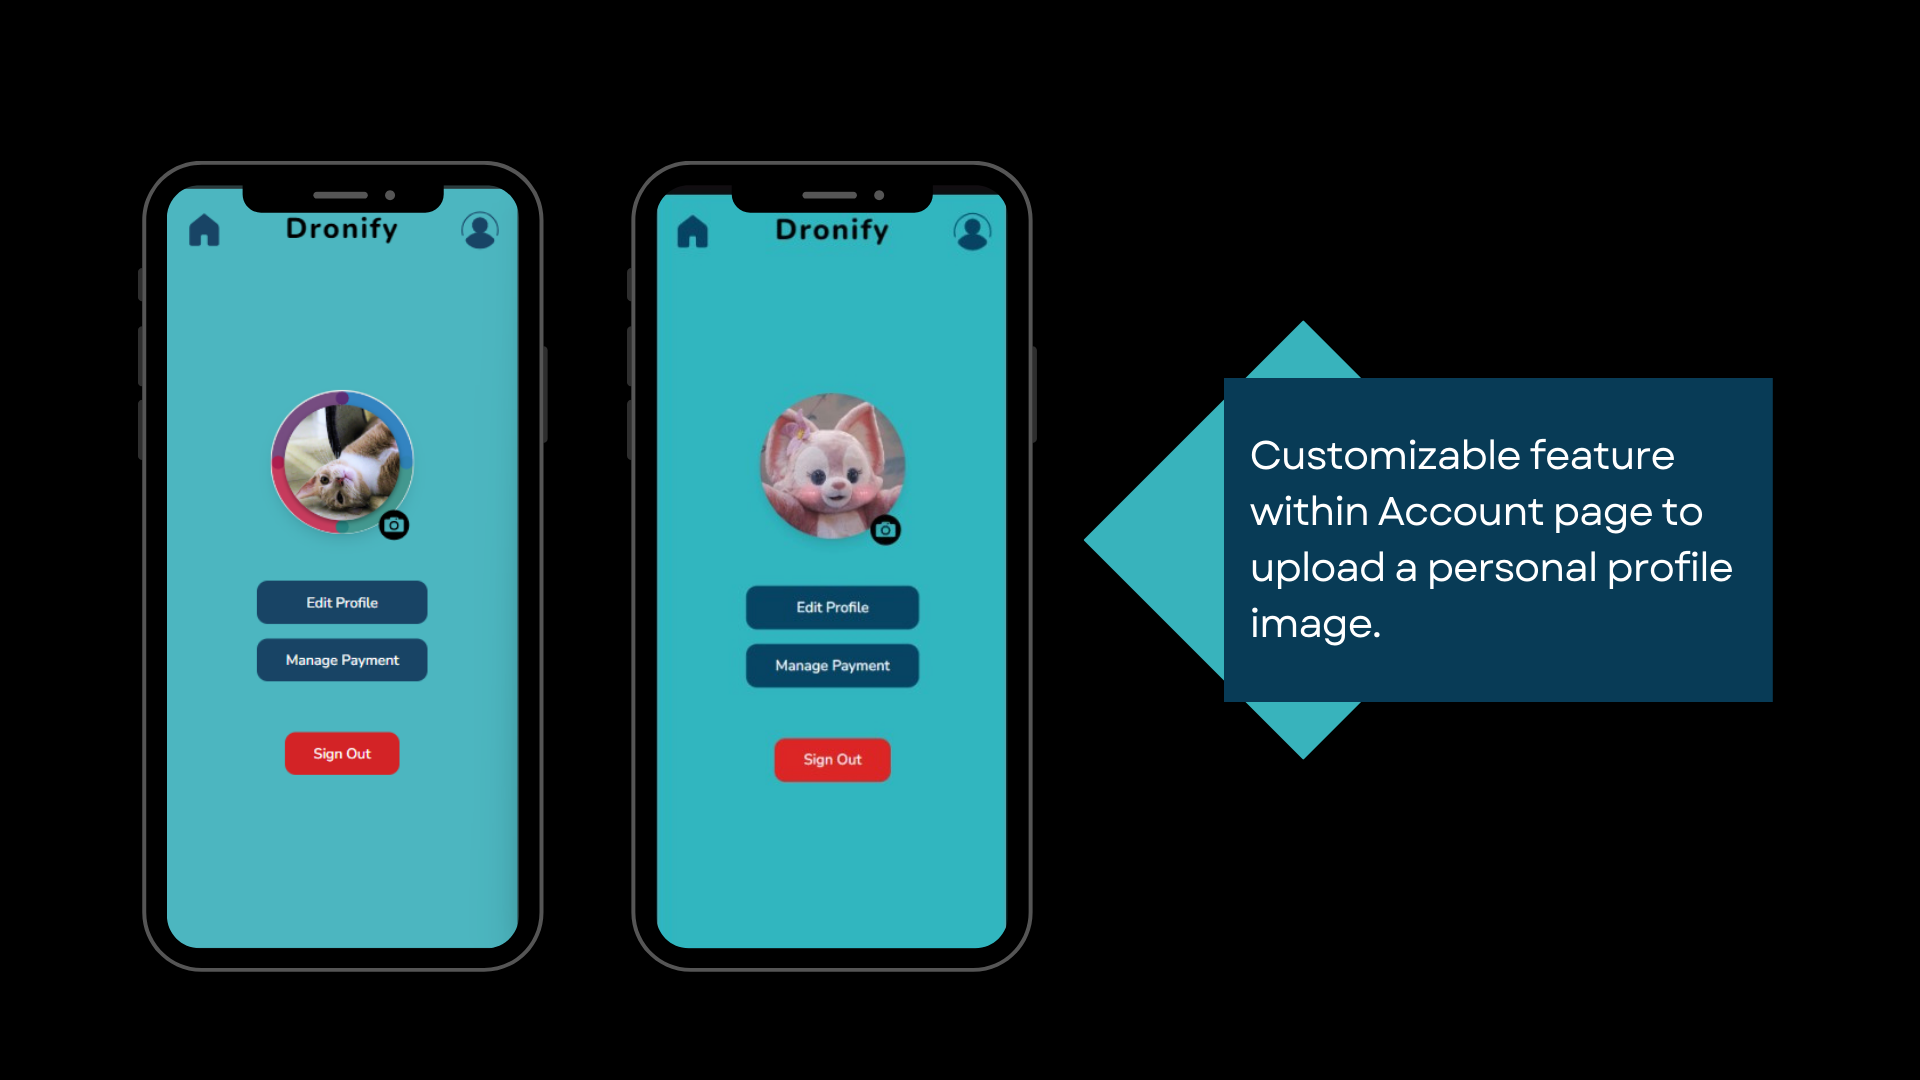 Dronify
Edit Profile
Manage Payment
Sign Out
Dronify
Edit Profile
Manage Payment
Sign Out
Customizable feature
within Account page to
upload a personal profile
image.